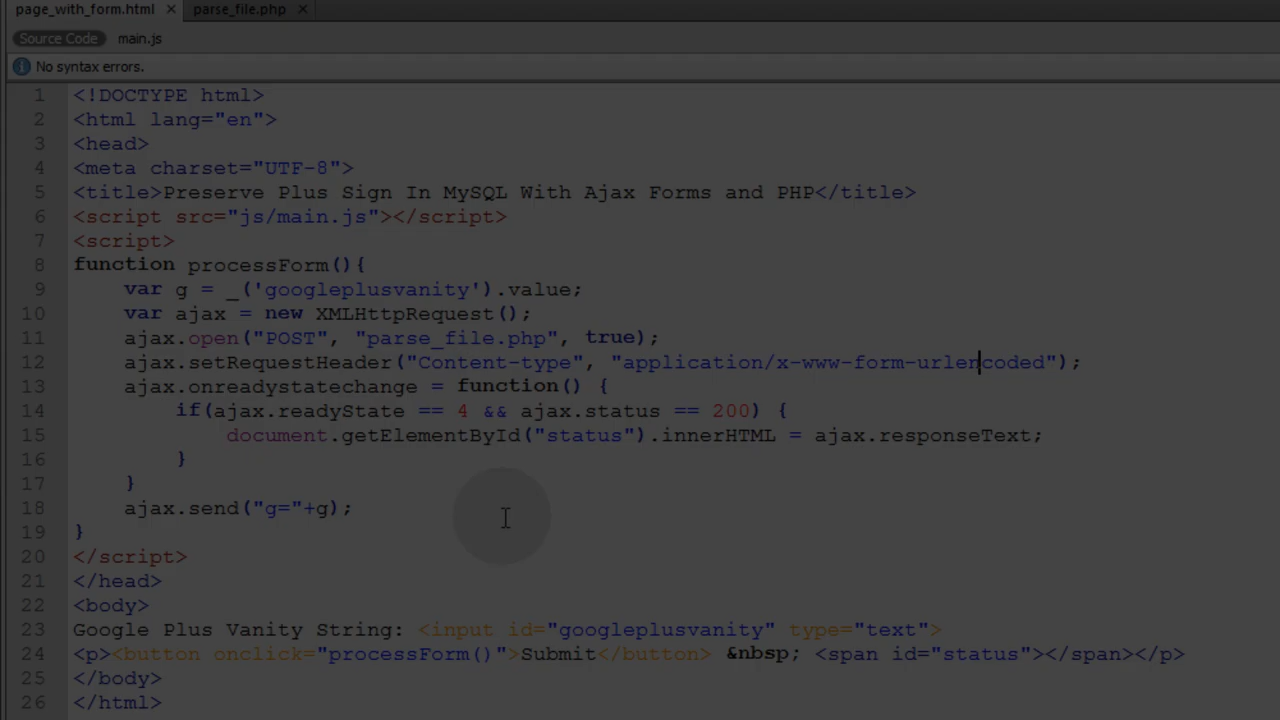 page_with_form.html × parse_file.php ×
Source Code main.js
No syntax errors.
1 <!DOCTYPE html>
2 <html lang="en">
3 <head>
4 <meta charset="UTF-8">
5 <title>Preserve Plus Sign In MySQL With Ajax Forms and PHP</title>
6 <script src="js/main.js"></script>
7 <script>
8 function processForm(){
9 var g = _('googleplusvanity').value;
10 var ajax = new XMLHttpRequest();
11 ajax.open("POST", "parse_file.php", true);
12 ajax.setRequestHeader("Content-type", "application/x-www-form-urlencoded");
13 ajax.onreadystatechange = function() {
14 if(ajax.readyState == 4 && ajax.status == 200) {
15 document.getElementById("status").innerHTML = ajax.responseText;
16 }
17 }
18 ajax.send("g="+g);
19 }
20 </script>
21 </head>
22 <body>
23 Google Plus Vanity String: <input id="googleplusvanity" type="text">
24 <p><button onclick="processForm()">Submit</button> &nbsp; <span id="status"></span></p>
25 </body>
26 </html>